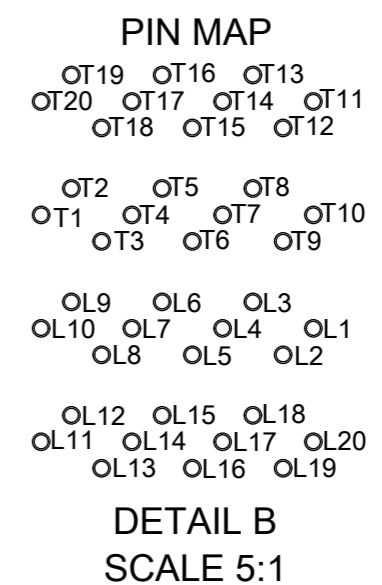 PIN MAP
T19 T16 T13
T20 T17 T14 T11
T18 T15 T12
T2 T5 T8
T1 T4 T7 T10
T3 T6 T9
L9 L6 L3
L10 L7 L4 L1
L8 L5 L2
L12 L15 L18
L11 L14 L17 L20
L13 L16 L19
DETAIL B
SCALE 5:1